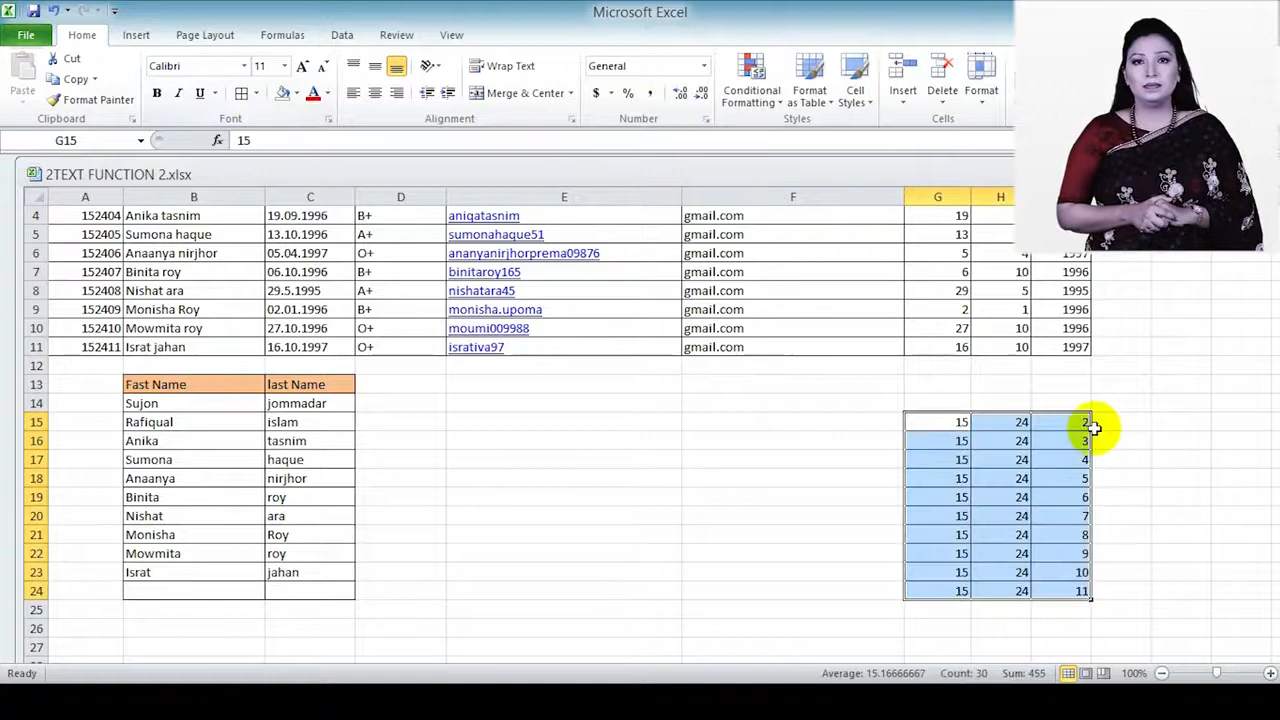 Microsoft Excel
File Home Insert Page Layout Formulas Data Review View
Paste Cut Calibri 11 Wrap Text General Conditional Formatting Format as Table Cell Styles Insert Delete Format
Copy
Format Painter B I U A Merge & Center $ % ,
Clipboard Font Alignment Number Styles Cells
G15 fx 15
2TEXT FUNCTION 2.xlsx
A B C D E F G H
4 152404 Anika tasnim 19.09.1996 B+ aniqatasnim gmail.com 19
5 152405 Sumona haque 13.10.1996 A+ sumonahaque51 gmail.com 13
6 152406 Anaanya nirjhor 05.04.1997 O+ ananyanirjhorprema09876 gmail.com 5 4 1997
7 152407 Binita roy 06.10.1996 B+ binitaroy165 gmail.com 6 10 1996
8 152408 Nishat ara 29.5.1995 A+ nishatara45 gmail.com 29 5 1995
9 152409 Monisha Roy 02.01.1996 B+ monisha.upoma gmail.com 2 1 1996
10 152410 Mowmita roy 27.10.1996 O+ moumi009988 gmail.com 27 10 1996
11 152411 Israt jahan 16.10.1997 O+ isrativa97 gmail.com 16 10 1997
12
13 Fast Name last Name
14 Sujon jommadar
15 Rafiqual islam 15 24 2
16 Anika tasnim 15 24 3
17 Sumona haque 15 24 4
18 Anaanya nirjhor 15 24 5
19 Binita roy 15 24 6
20 Nishat ara 15 24 7
21 Monisha Roy 15 24 8
22 Mowmita roy 15 24 9
23 Israt jahan 15 24 10
24 15 24 11
25
26
27
Ready Average: 15.16666667 Count: 30 Sum: 455 100%